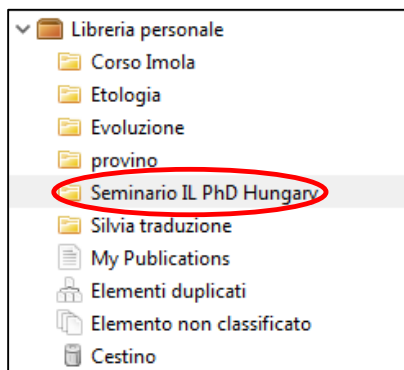 Libreria personale
Corso Imola
Etologia
Evoluzione
provino
Seminario IL PhD Hungary
Silvia traduzione
My Publications
Elementi duplicati
Elemento non classificato
Cestino